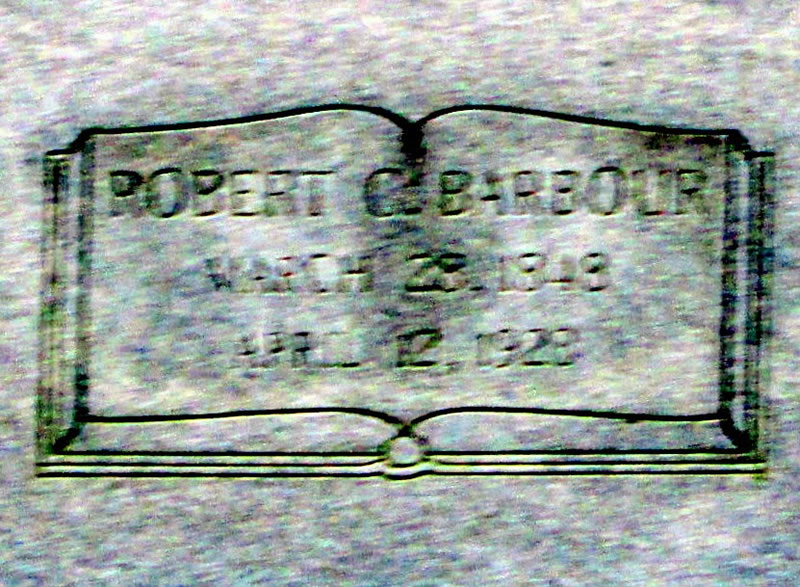 ROBERT C. BARBOUR
MARCH 28, 1848
APRIL 12, 1928